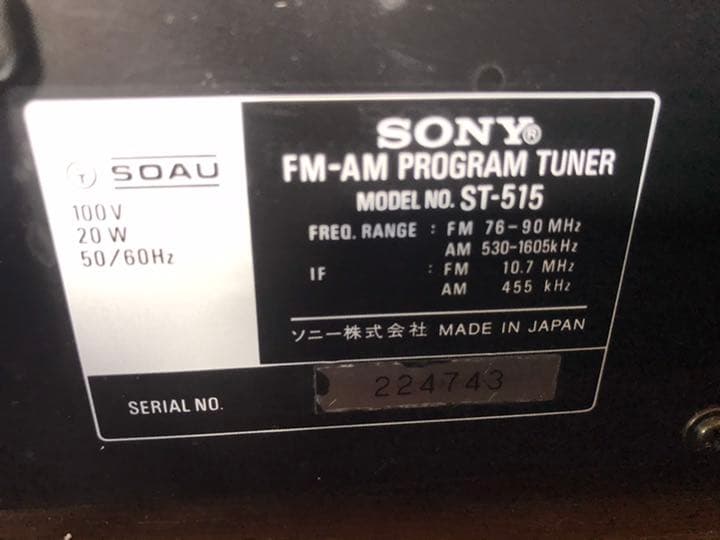 SONY®
FM-AM PROGRAM TUNER
MODEL NO. ST-515
FREQ. RANGE : FM 76-90 MHz
AM 530-1605kHz
IF : FM 10.7 MHz
AM 455 kHz
ソニー株式会社 MADE IN JAPAN
T SOAU
100V
20W
50/60Hz
SERIAL NO. 224743